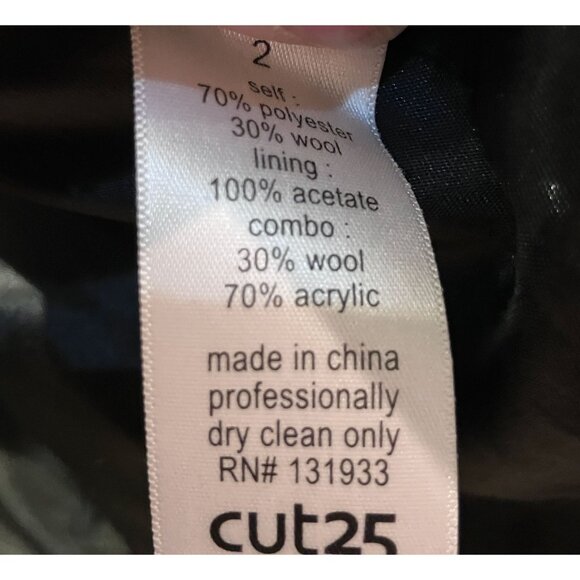 2
self :
70% polyester
30% wool
lining :
100% acetate
combo :
30% wool
70% acrylic
made in china
professionally
dry clean only
RN# 131933
cut25